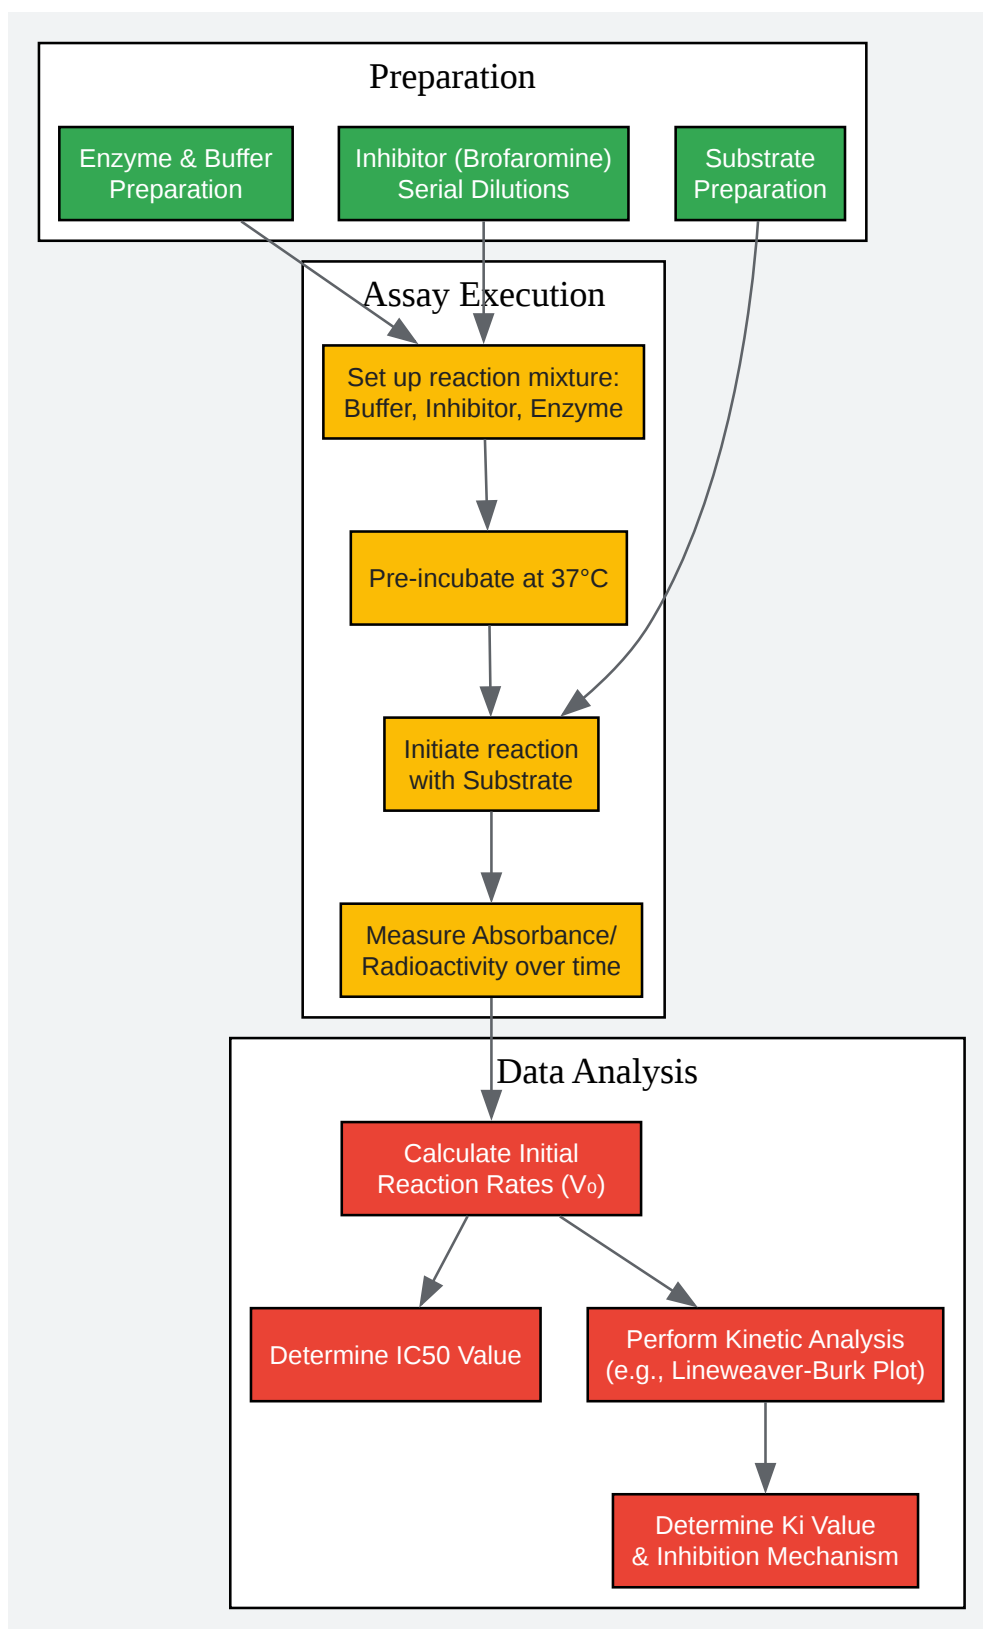 Preparation
Enzyme & Buffer
Preparation
Inhibitor (Brofaromine)
Serial Dilutions
Substrate
Preparation
Assay Execution
Set up reaction mixture:
Buffer, Inhibitor, Enzyme
Pre-incubate at 37°C
Initiate reaction
with Substrate
Measure Absorbance/
Radioactivity over time
Data Analysis
Calculate Initial
Reaction Rates (V₀)
Determine IC50 Value
Perform Kinetic Analysis
(e.g., Lineweaver-Burk Plot)
Determine Ki Value
& Inhibition Mechanism